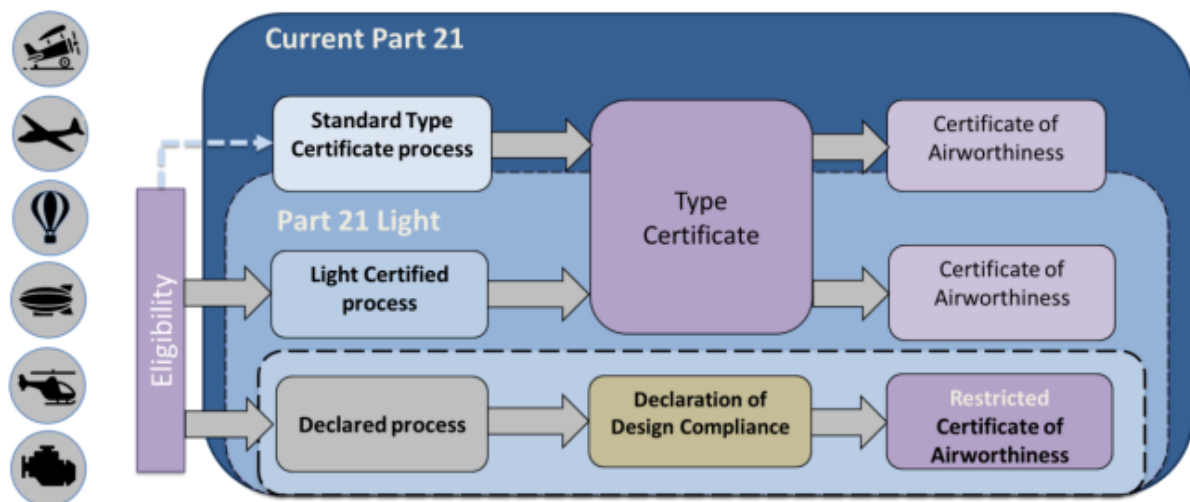 Current Part 21
Standard Type
Certificate process
Type
Certificate
Certificate of
Airworthiness
Part 21 Light
Eligibility
Light Certified
process
Certificate of
Airworthiness
Declared process
Declaration of
Design Compliance
Restricted
Certificate of
Airworthiness